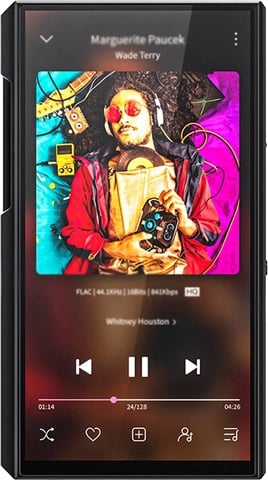 Marguerite Paucek
Wade Terry
FLAC | 44.1KHz | 16Bits | 841Kbps HQ
Whitney Houston >
01:14 24/128 04:26